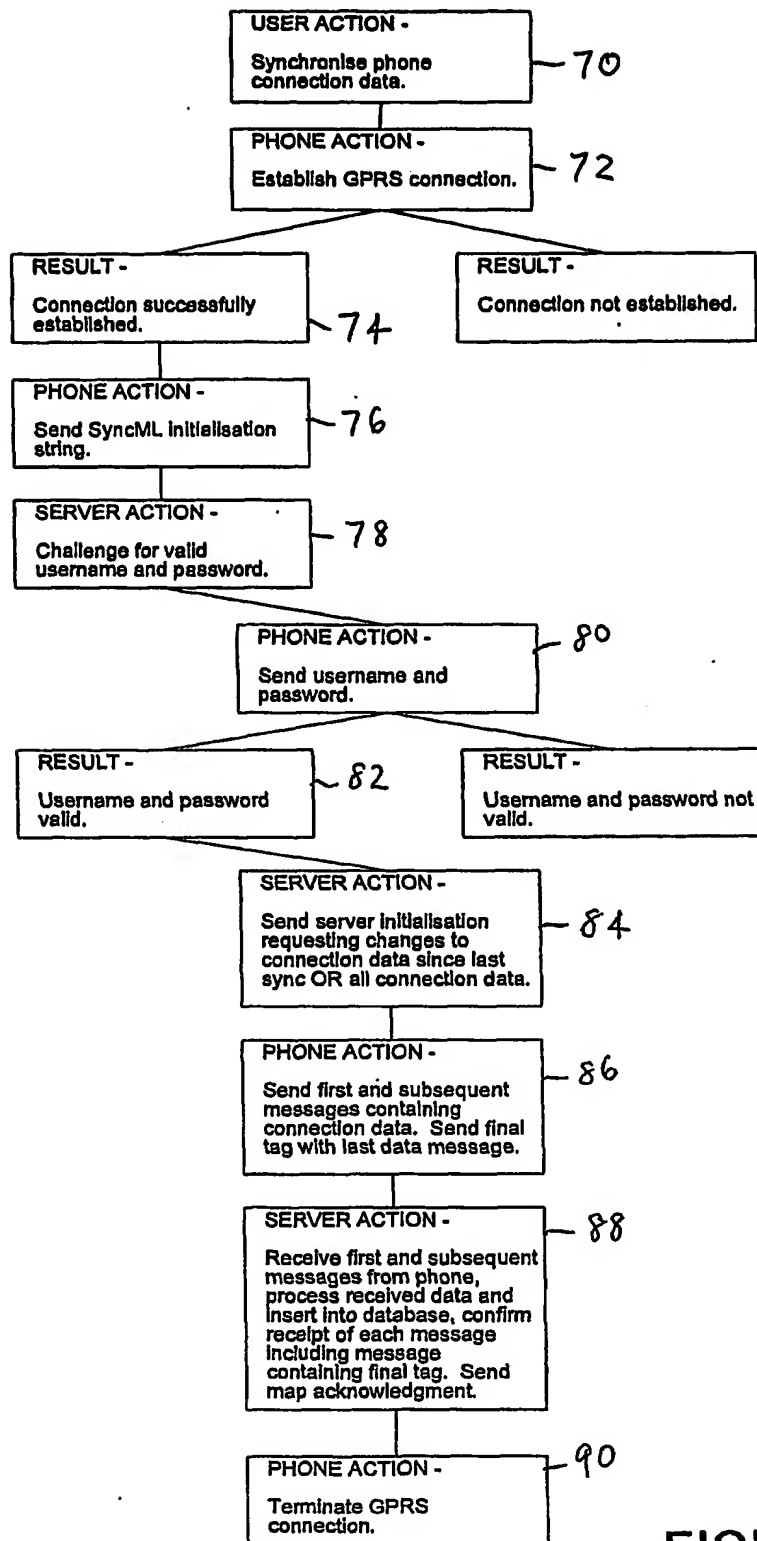 USER ACTION -
Synchronise phone
connection data.
70
PHONE ACTION -
Establish GPRS connection.
72
RESULT -
Connection successfully
established.
74
RESULT -
Connection not established.
PHONE ACTION -
Send SyncML initialisation
string.
76
SERVER ACTION -
Challenge for valid
username and password.
78
PHONE ACTION -
Send username and
password.
80
RESULT -
Username and password
valid.
82
RESULT -
Username and password not
valid.
SERVER ACTION -
Send server initialisation
requesting changes to
connection data since last
sync OR all connection data.
84
PHONE ACTION -
Send first and subsequent
messages containing
connection data. Send final
tag with last data message.
86
SERVER ACTION -
Receive first and subsequent
messages from phone,
process received data and
insert into database, confirm
receipt of each message
including message
containing final tag. Send
map acknowledgment.
88
PHONE ACTION -
Terminate GPRS
connection.
90